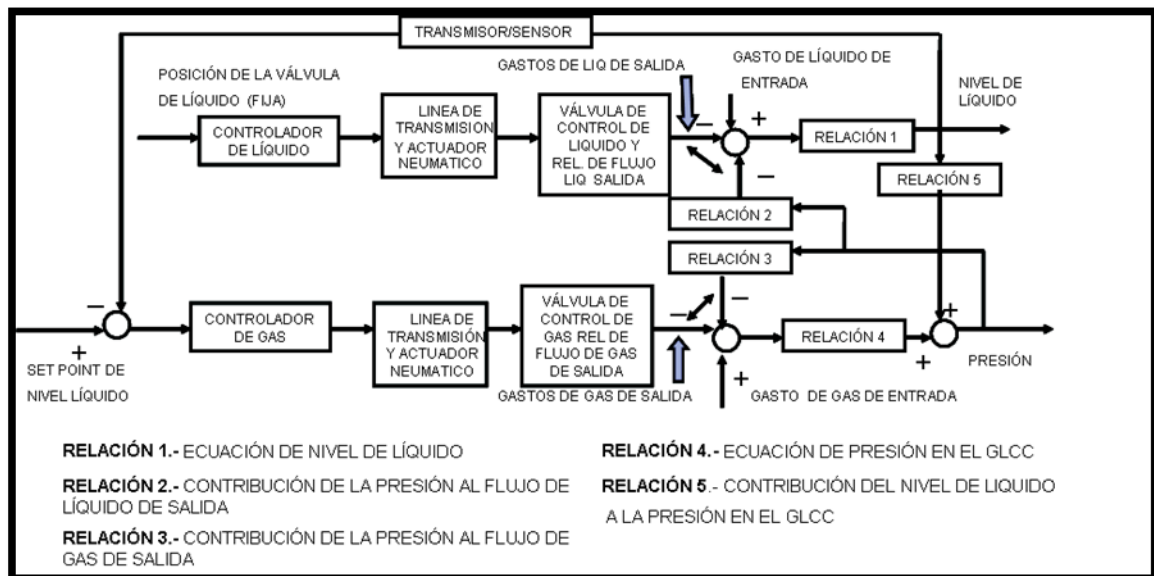 TRANSMISOR/SENSOR
POSICIÓN DE LA VÁLVULA
DE LÍQUIDO (FIJA)
GASTOS DE LIQ DE SALIDA
GASTO DE LÍQUIDO DE
ENTRADA
NIVEL DE
LÍQUIDO
CONTROLADOR
DE LÍQUIDO
LINEA DE
TRANSMISION
Y ACTUADOR
NEUMATICO
VÁLVULA DE
CONTROL DE
LIQUIDO Y
REL. DE FLUJO
LIQ SALIDA
−
+
−
RELACIÓN 1
RELACIÓN 5
RELACIÓN 2
RELACIÓN 3
−
+
SET POINT DE
NIVEL LÍQUIDO
CONTROLADOR
DE GAS
LINEA DE
TRANSMISIÓN
Y ACTUADOR
NEUMATICO
VÁLVULA DE
CONTROL DE
GAS REL DE
FLUJO DE GAS
DE SALIDA
−
−
+
RELACIÓN 4
+
+
PRESIÓN
GASTOS DE GAS DE SALIDA
GASTO DE GAS DE ENTRADA
RELACIÓN 1.- ECUACIÓN DE NIVEL DE LÍQUIDO
RELACIÓN 2.- CONTRIBUCIÓN DE LA PRESIÓN AL FLUJO DE
LÍQUIDO DE SALIDA
RELACIÓN 3.- CONTRIBUCIÓN DE LA PRESIÓN AL FLUJO DE
GAS DE SALIDA
RELACIÓN 4.- ECUACIÓN DE PRESIÓN EN EL GLCC
RELACIÓN 5.- CONTRIBUCIÓN DEL NIVEL DE LIQUIDO
A LA PRESIÓN EN EL GLCC